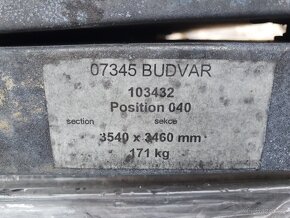 07345 BUDVAR
103432
Position 040
section sekce
3540 x 3460 mm
171 kg